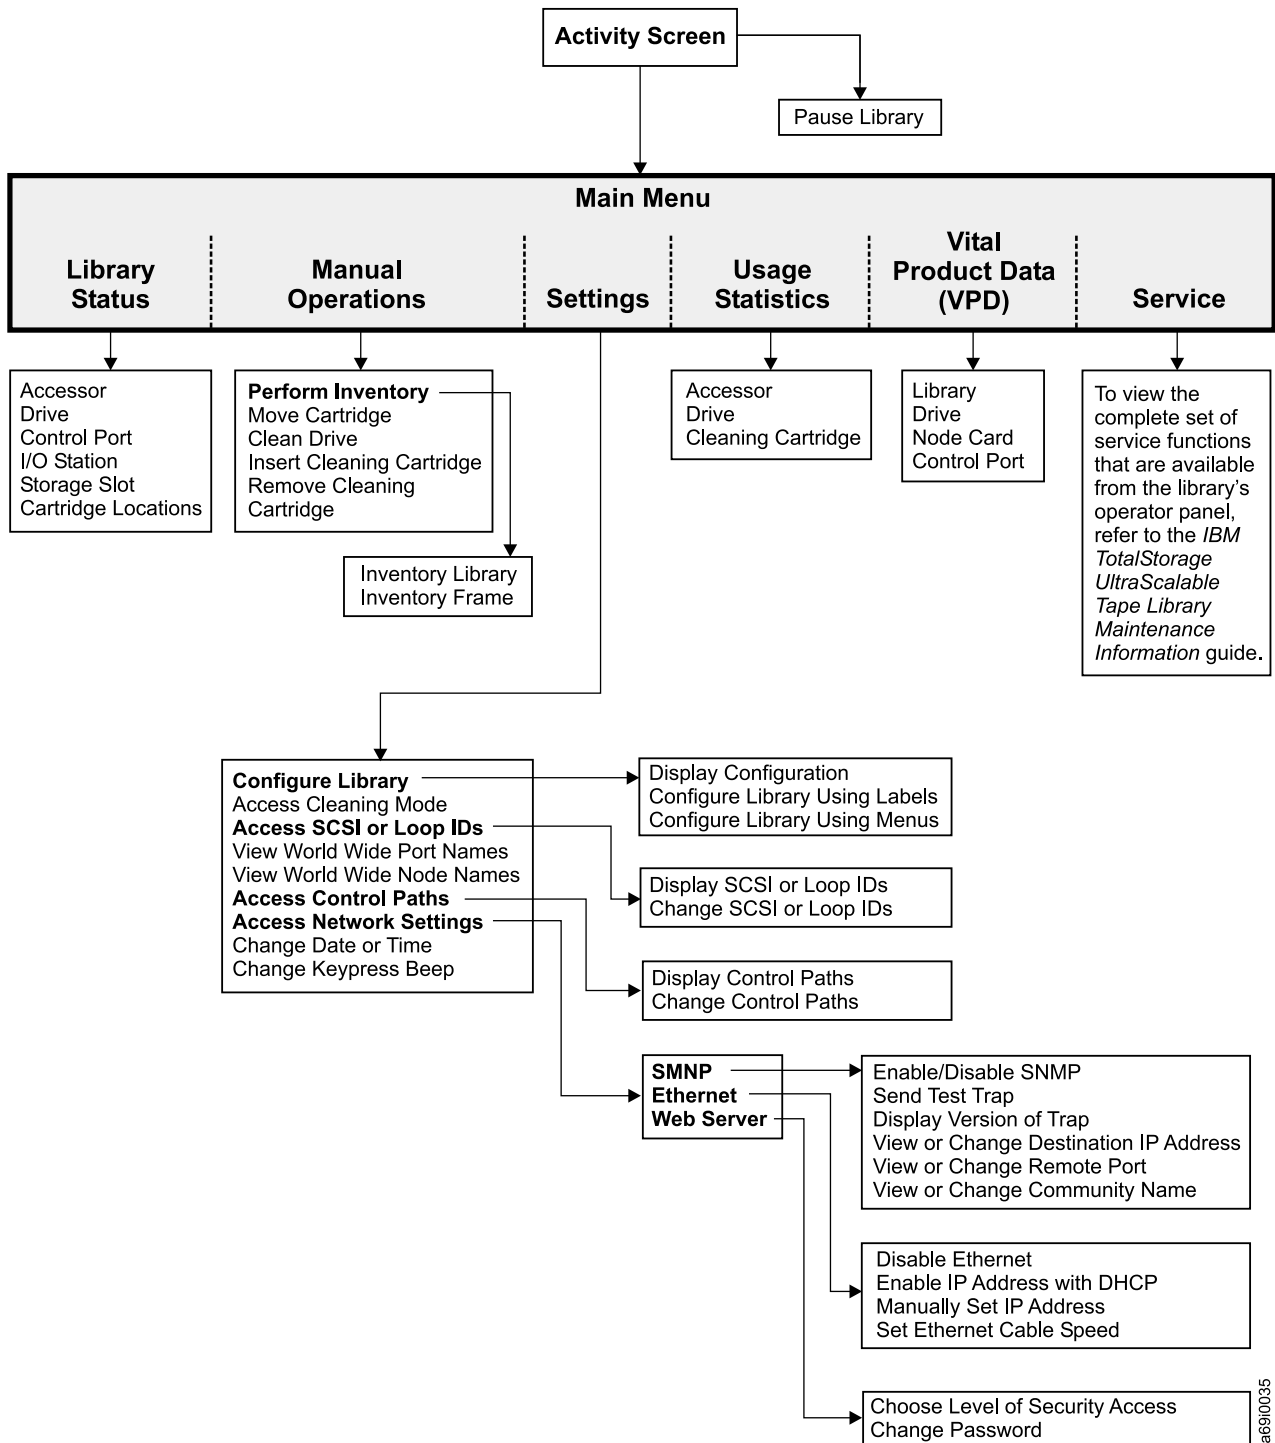 Activity Screen
Pause Library
Main Menu
Library
Status
Manual
Operations
Settings
Usage
Statistics
Vital
Product Data
(VPD)
Service
Accessor
Drive
Control Port
I/O Station
Storage Slot
Cartridge Locations
Perform Inventory
Move Cartridge
Clean Drive
Insert Cleaning Cartridge
Remove Cleaning
Cartridge
Inventory Library
Inventory Frame
Accessor
Drive
Cleaning Cartridge
Library
Drive
Node Card
Control Port
To view the
complete set of
service functions
that are available
from the library's
operator panel,
refer to the IBM
TotalStorage
UltraScalable
Tape Library
Maintenance
Information guide.
Configure Library
Access Cleaning Mode
Access SCSI or Loop IDs
View World Wide Port Names
View World Wide Node Names
Access Control Paths
Access Network Settings
Change Date or Time
Change Keypress Beep
Display Configuration
Configure Library Using Labels
Configure Library Using Menus
Display SCSI or Loop IDs
Change SCSI or Loop IDs
Display Control Paths
Change Control Paths
SMNP
Ethernet
Web Server
Enable/Disable SNMP
Send Test Trap
Display Version of Trap
View or Change Destination IP Address
View or Change Remote Port
View or Change Community Name
Disable Ethernet
Enable IP Address with DHCP
Manually Set IP Address
Set Ethernet Cable Speed
Choose Level of Security Access
Change Password
a69i0035